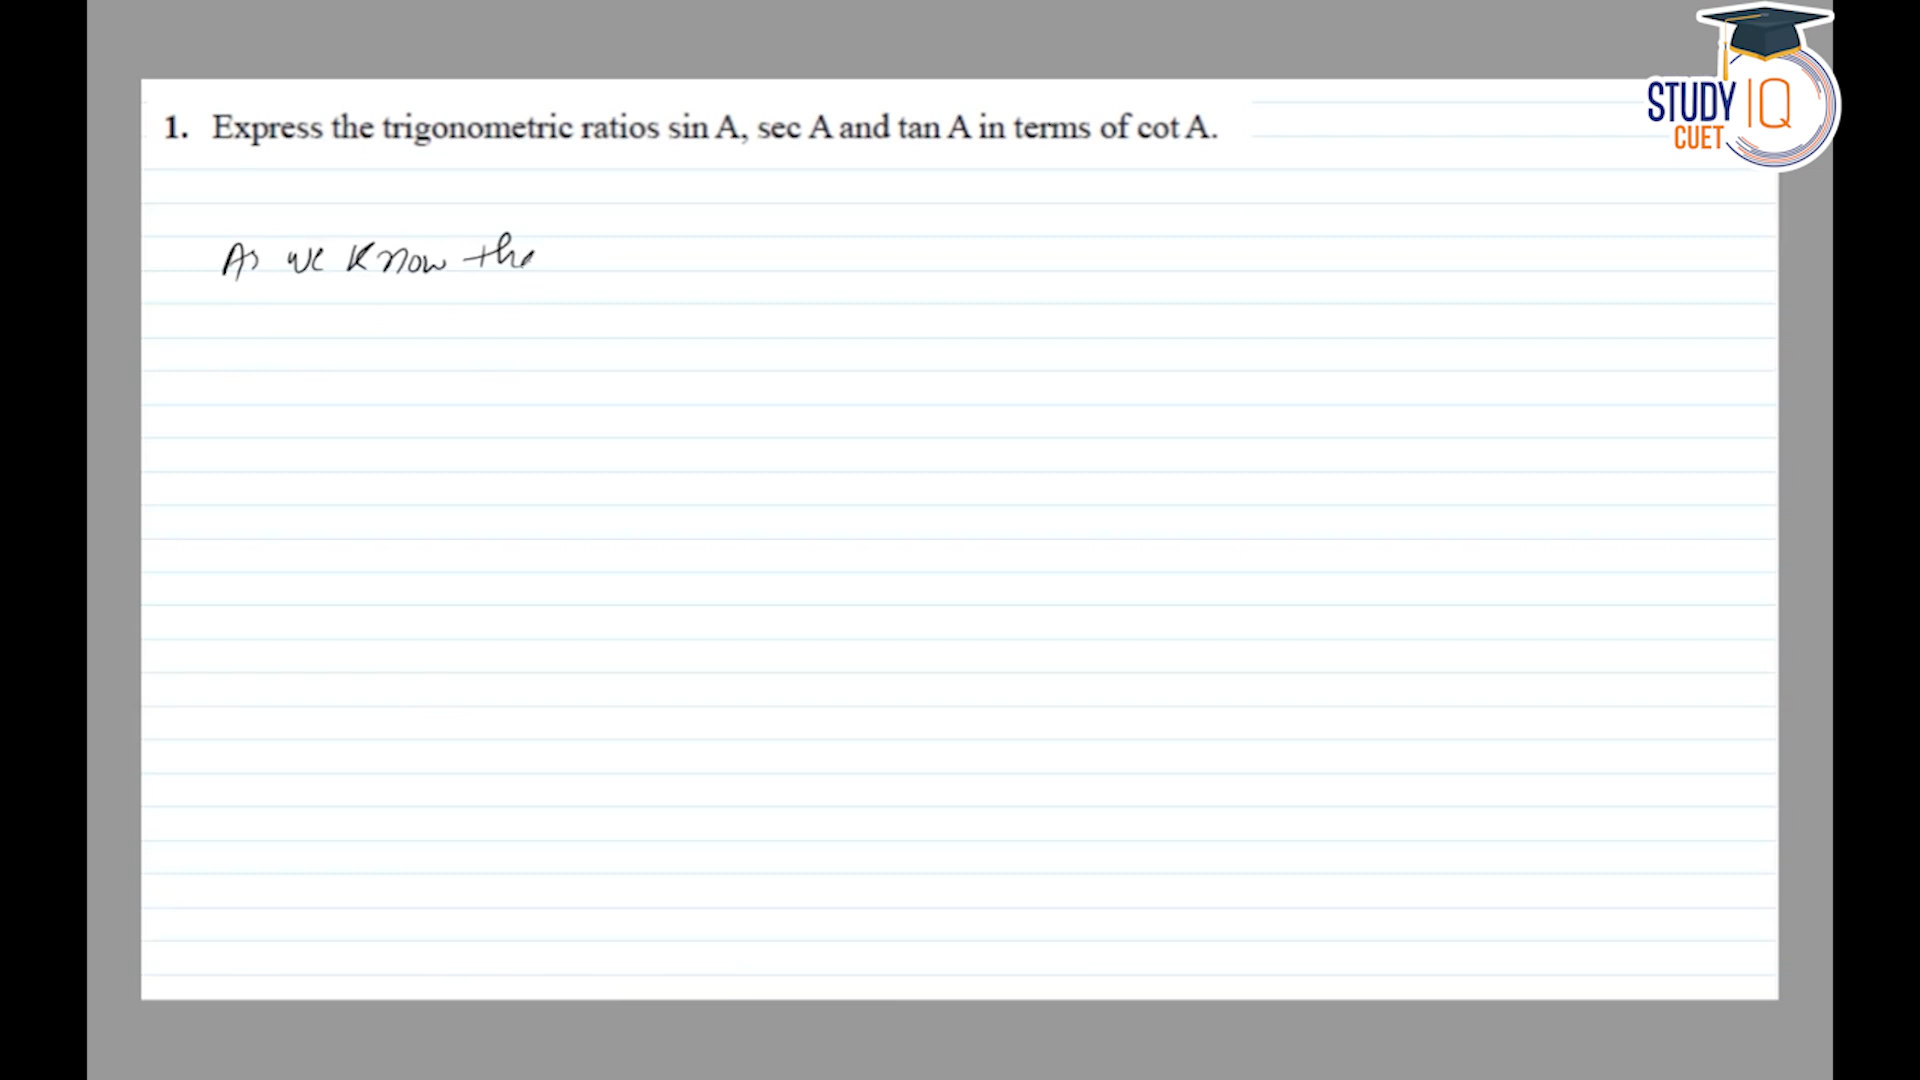 STUDY IQ
CUET
1. Express the trigonometric ratios sin A, sec A and tan A in terms of cot A.
As we know the